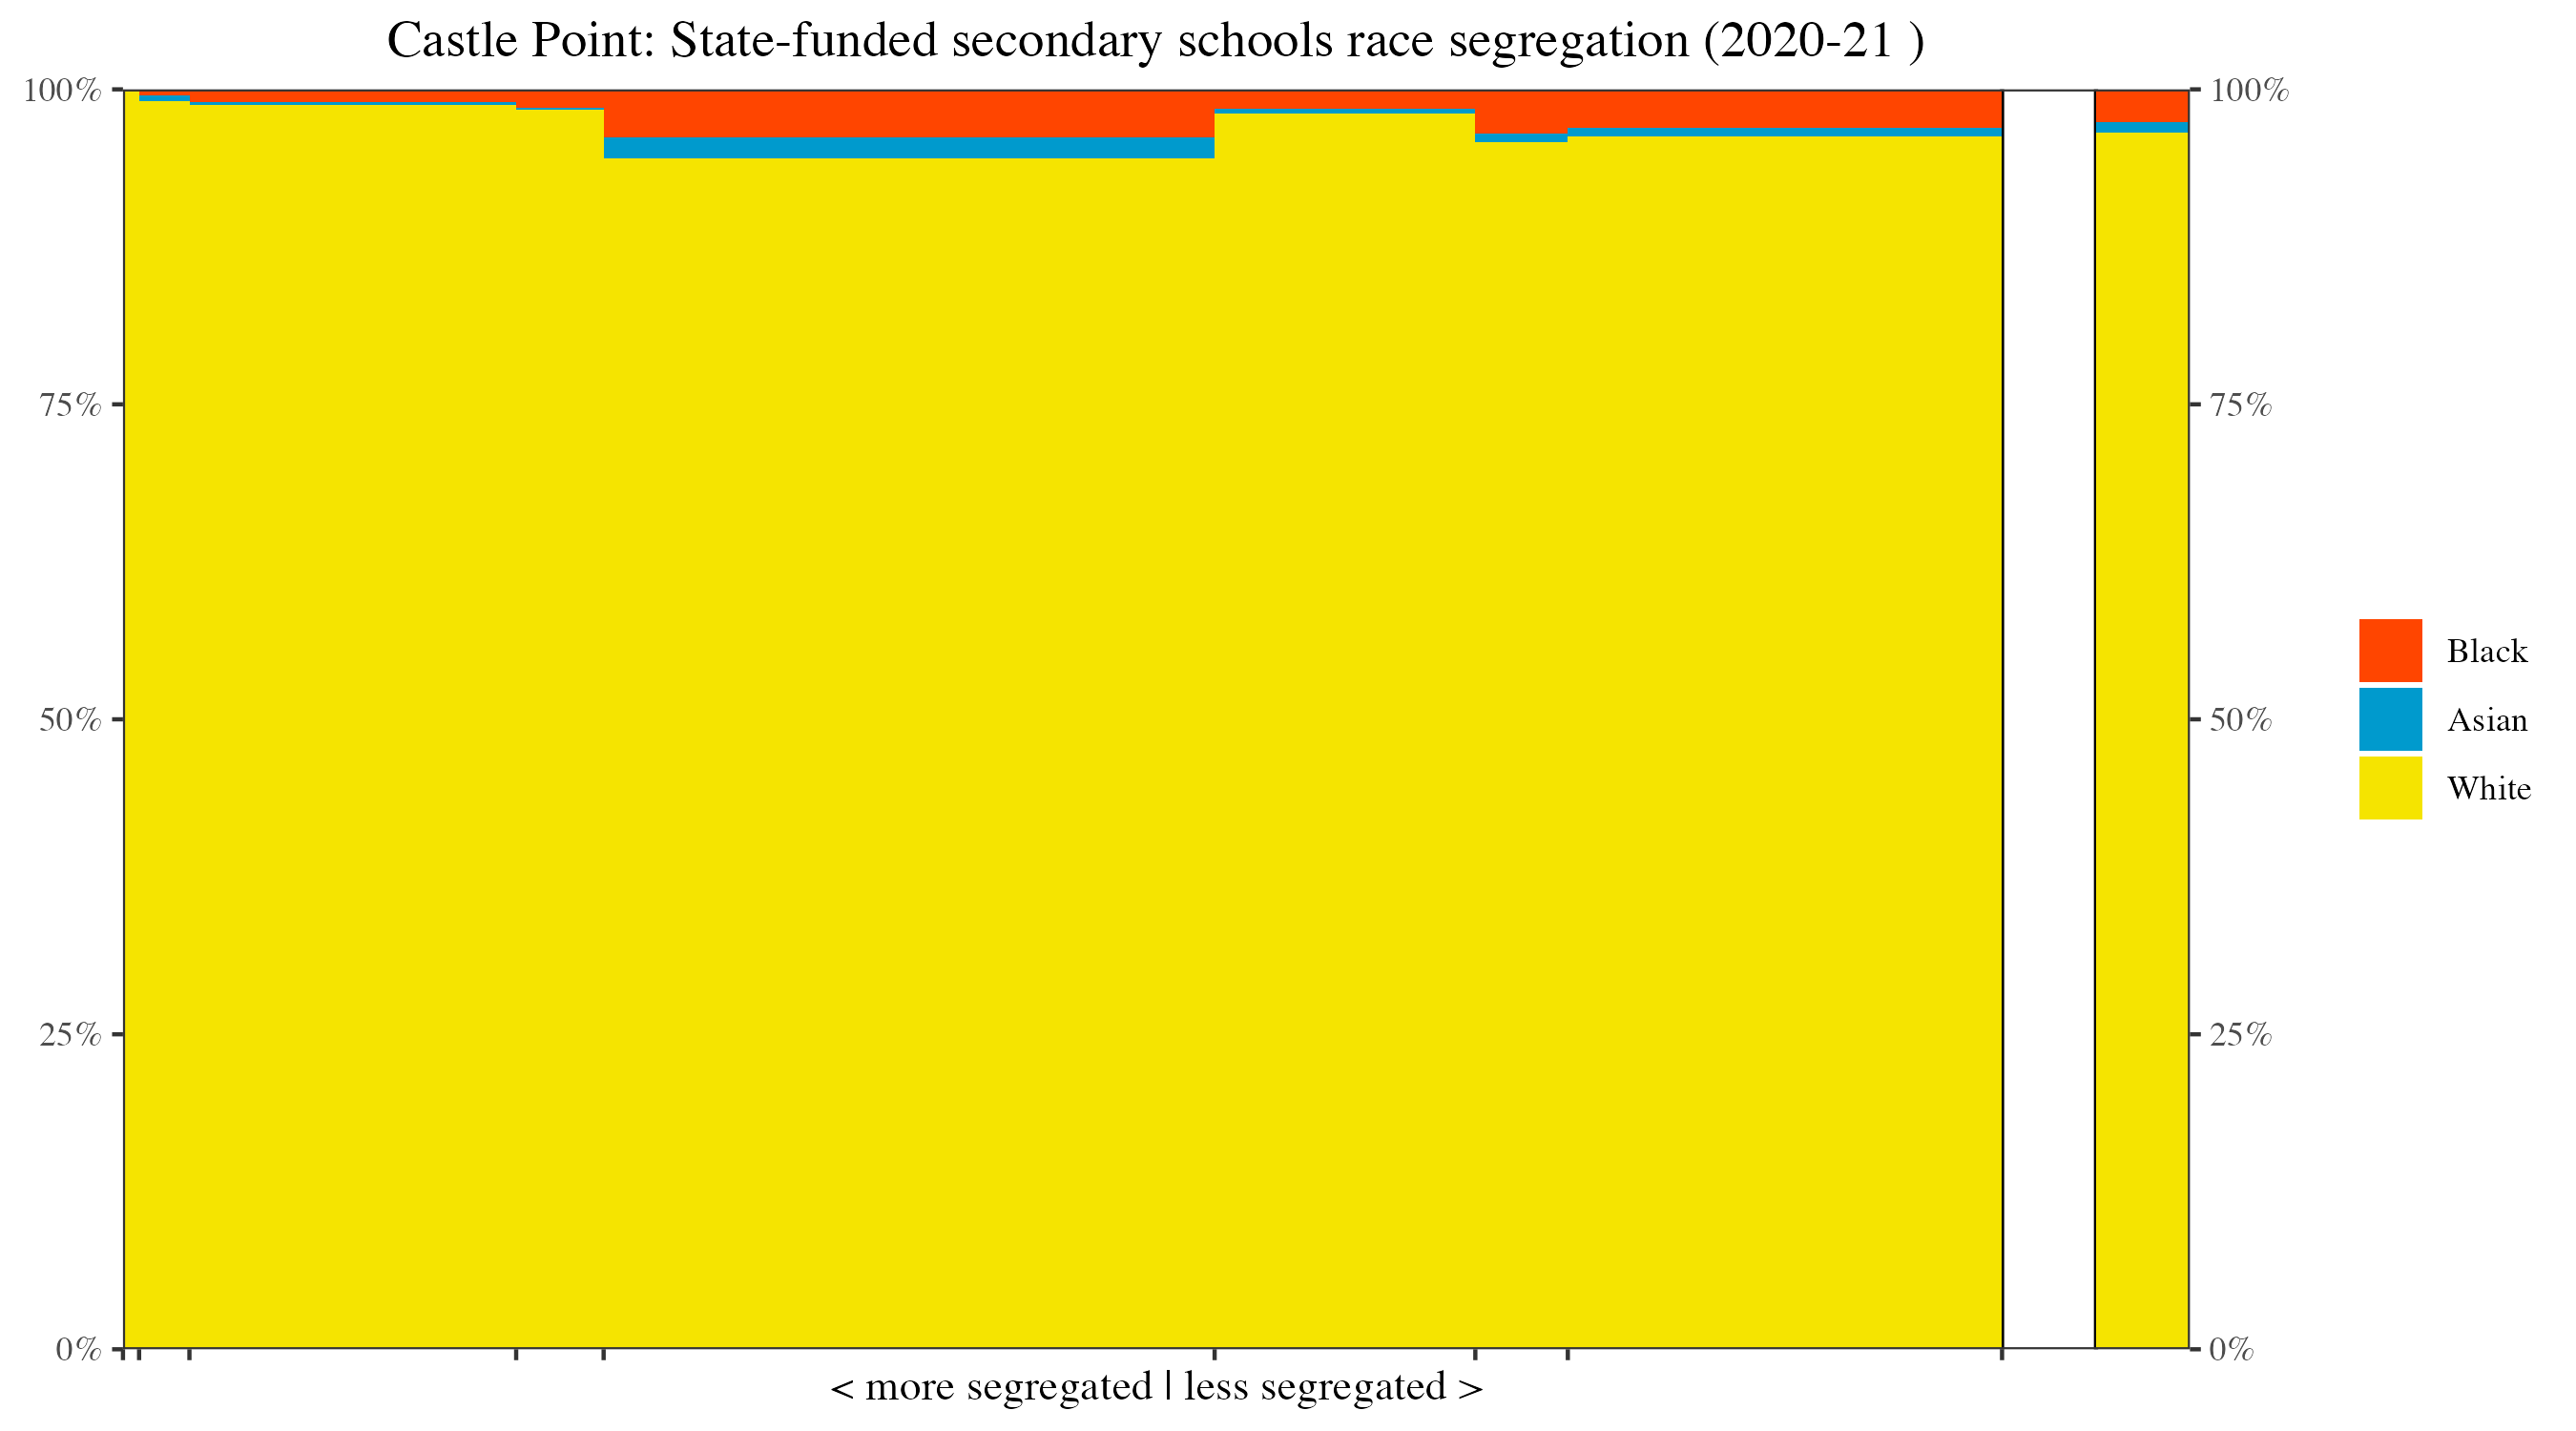 Castle Point: State-funded secondary schools race segregation (2020-21 )
100%
75%
50%
25%
0%
100%
75%
50%
25%
0%
Black
Asian
White
< more segregated | less segregated >